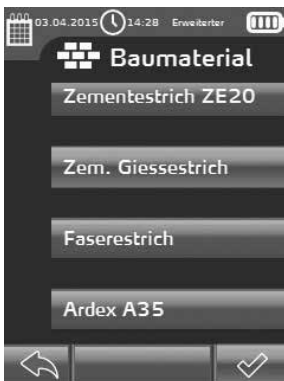 03.04.2015 14:28 Erweiterter
Baumaterial
Zementestrich ZE20
Zem. Giessestrich
Faserestrich
Ardex A35